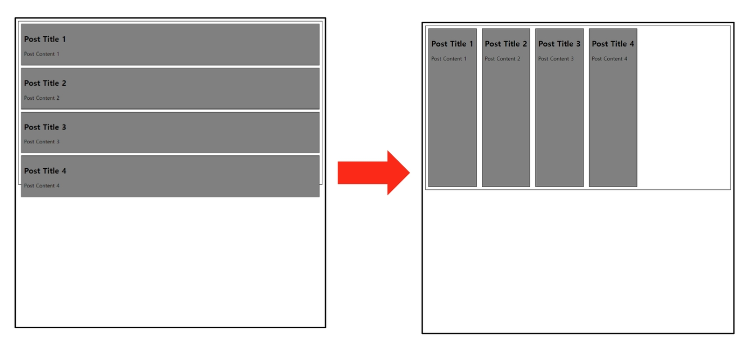 Post Title 1
Post Content 1
Post Title 2
Post Content 2
Post Title 3
Post Content 3
Post Title 4
Post Content 4
Post Title 1
Post Content 1
Post Title 2
Post Content 2
Post Title 3
Post Content 3
Post Title 4
Post Content 4